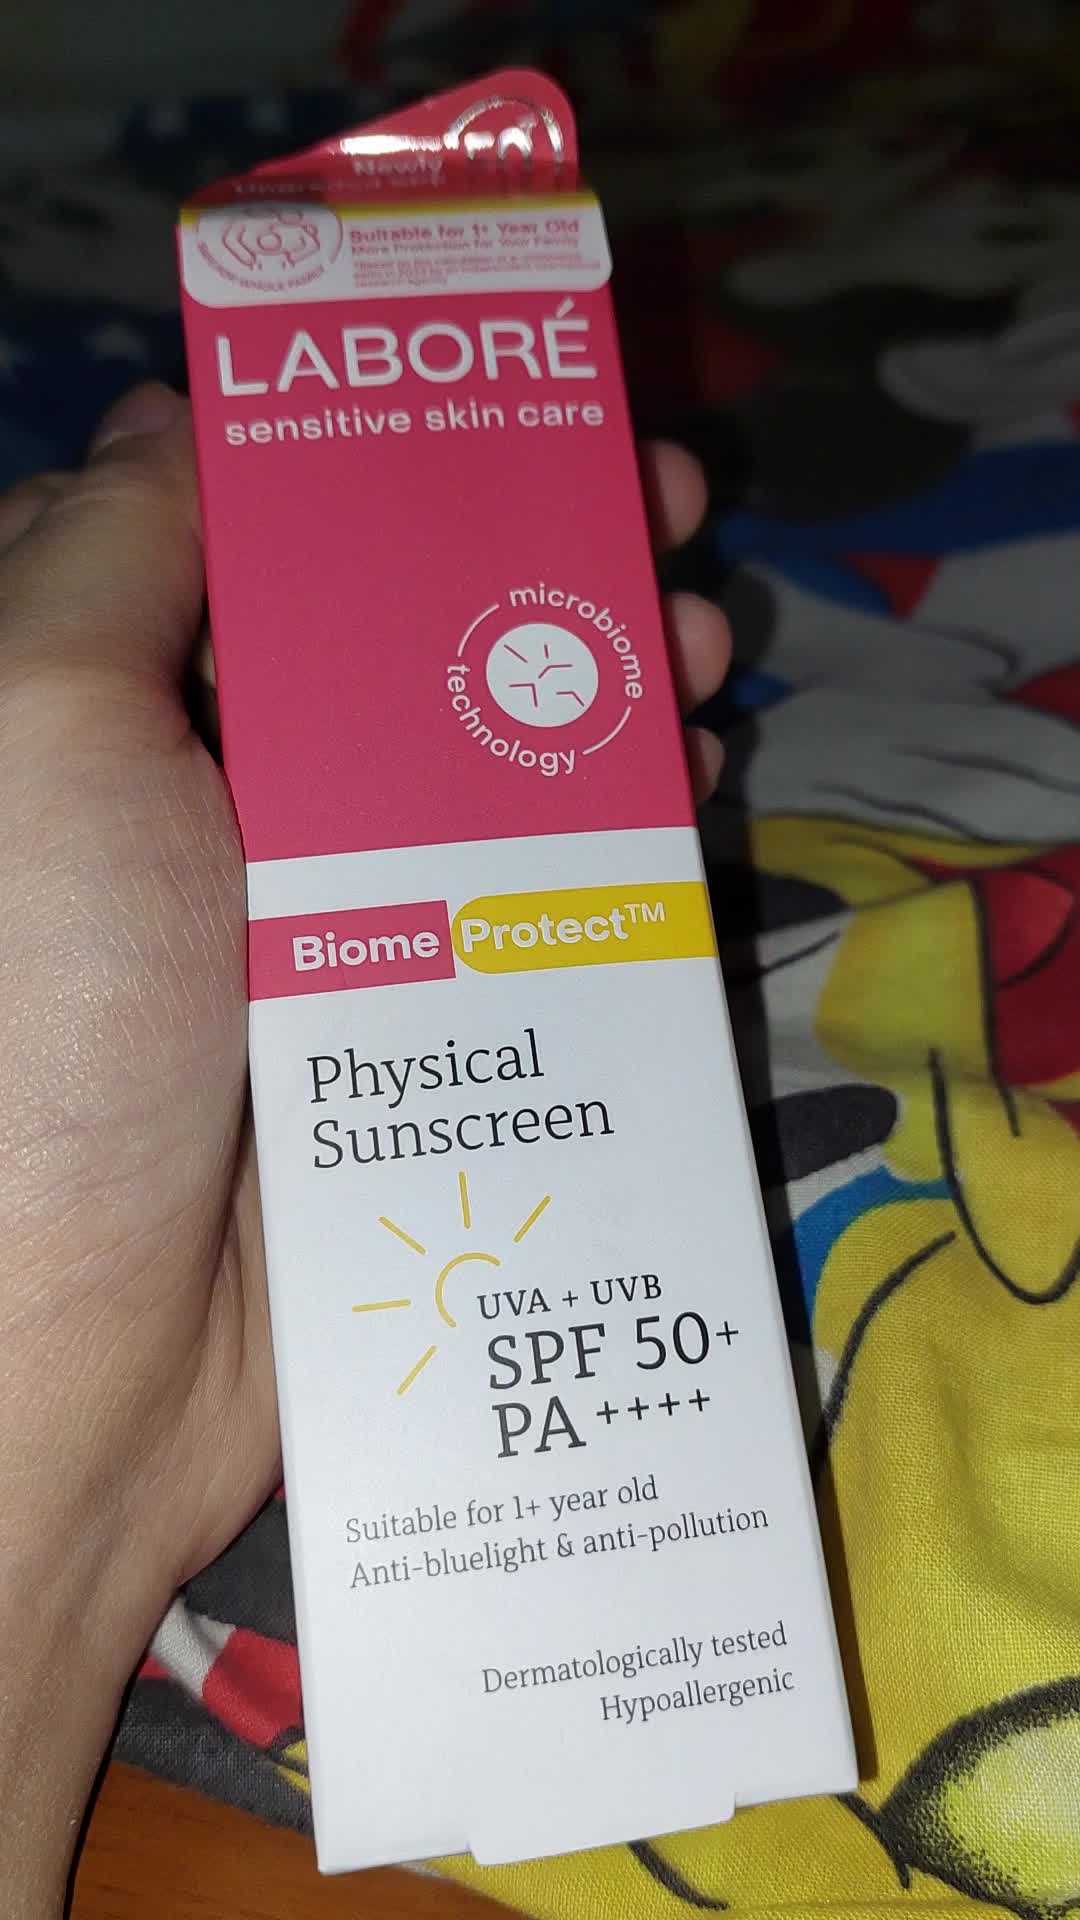 Newly
Suitable for 1+ Year Old
More Protection for Your Family
LABORÉ
sensitive skin care
microbiome
technology
Biome Protect™
Physical
Sunscreen
UVA + UVB
SPF 50+
PA ++++
Suitable for 1+ year old
Anti-bluelight & anti-pollution
Dermatologically tested
Hypoallergenic